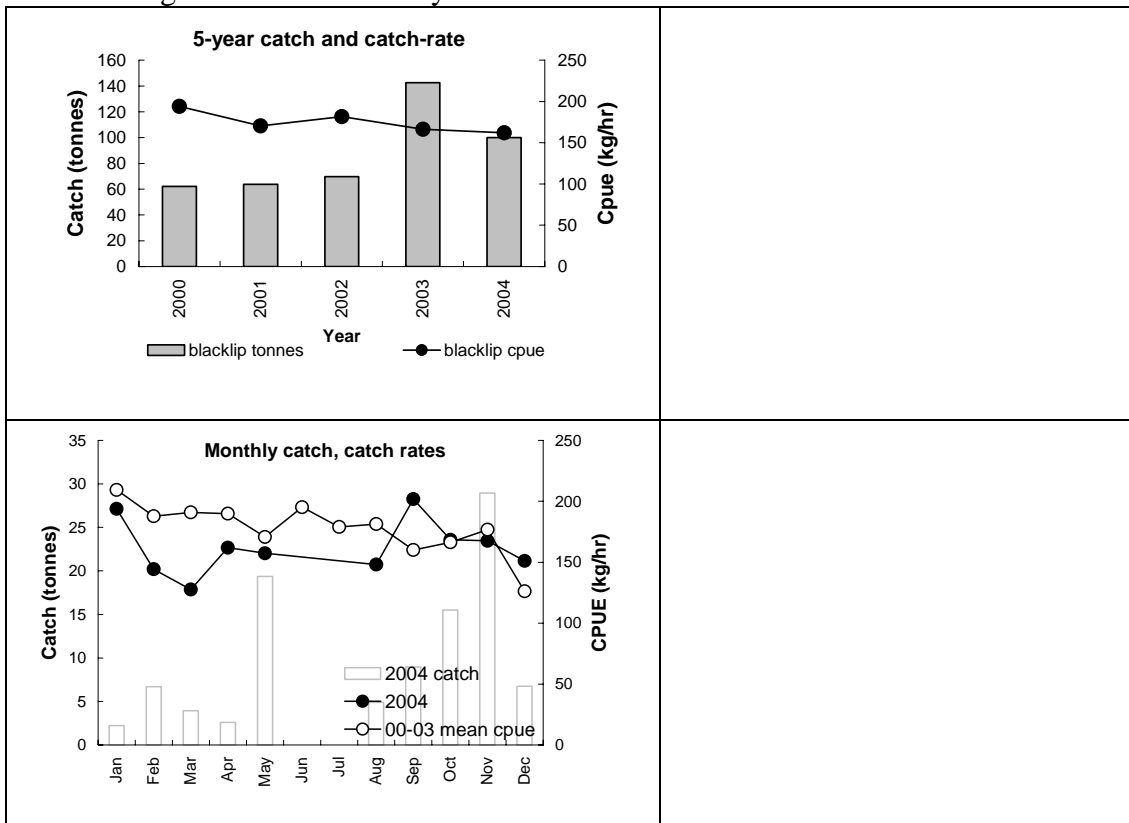 5-year catch and catch-rate
160
140
120
100
80
60
40
20
0
Catch (tonnes)
250
200
150
100
50
0
Cpue (kg/hr)
2000
2001
2002
2003
2004
Year
blacklip tonnes
blacklip cpue
Monthly catch, catch rates
35
30
25
20
15
10
5
0
Catch (tonnes)
250
200
150
100
50
0
CPUE (kg/hr)
2004 catch
2004
00-03 mean cpue
Jan
Feb
Mar
Apr
May
Jun
Jul
Aug
Sep
Oct
Nov
Dec